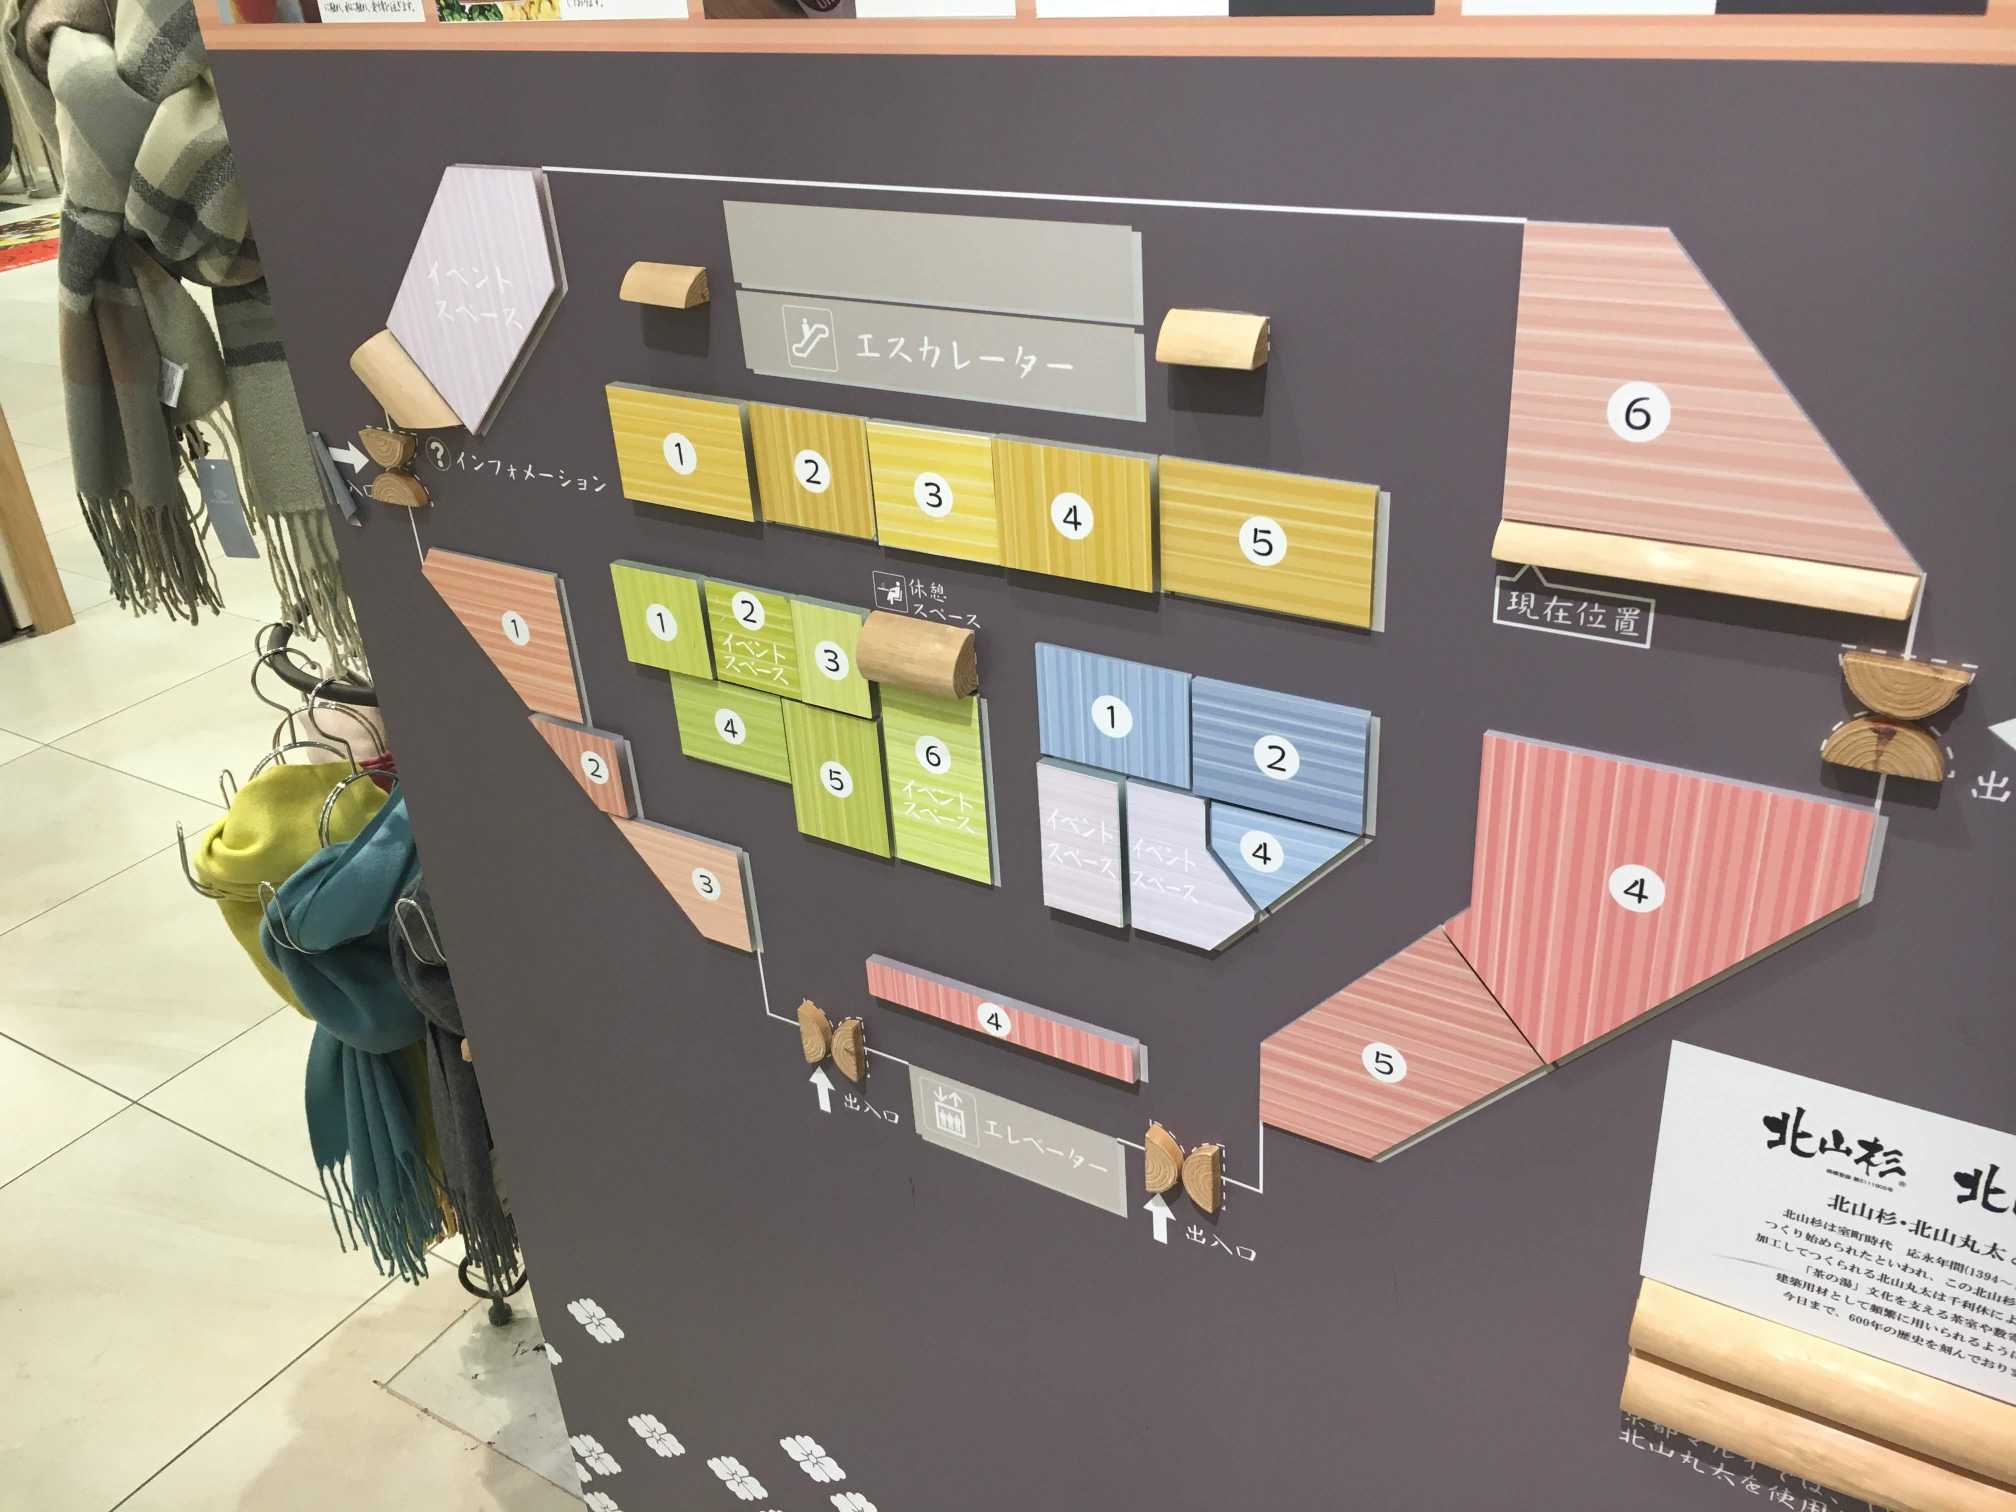 イベント
スペース
エスカレーター
6
? インフォメーション
1
2
3
4
5
休憩
スペース
現在位置
1
1
2
イベント
スペース
3
4
5
6
イベント
スペース
1
2
イベント
スペース
イベント
スペース
4
2
3
4
出
4
5
出入口
エレベーター
出入口
北山杉
北山杉・北山丸太
北山杉は室町時代 応永年間(1394~
つくり始められたといわれ、この北山杉
加工してつくられる北山丸太は千利休によ
「茶の湯」文化を支える茶室や数寄
建築用材として頻繁に用いられるように
今日まで、600年の歴史を刻んでおりま
北山丸太を使用